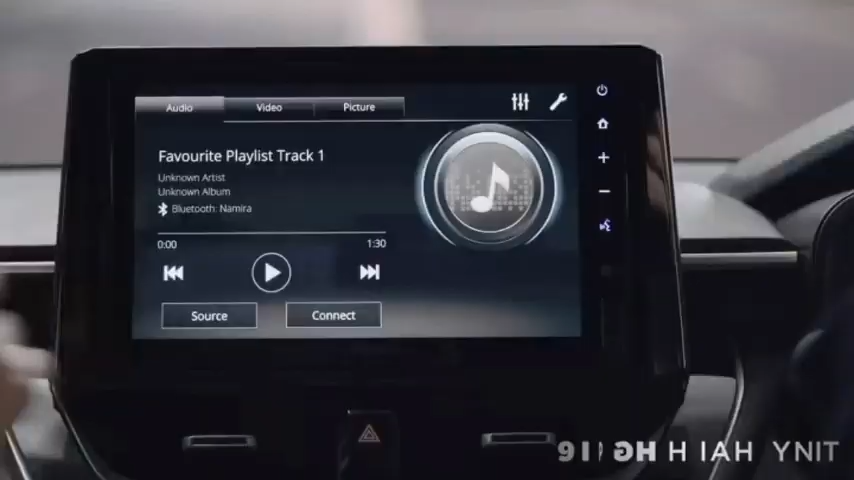 Audio Video Picture
Favourite Playlist Track 1
Unknown Artist
Unknown Album
Bluetooth: Namira
0:00 1:30
Source Connect